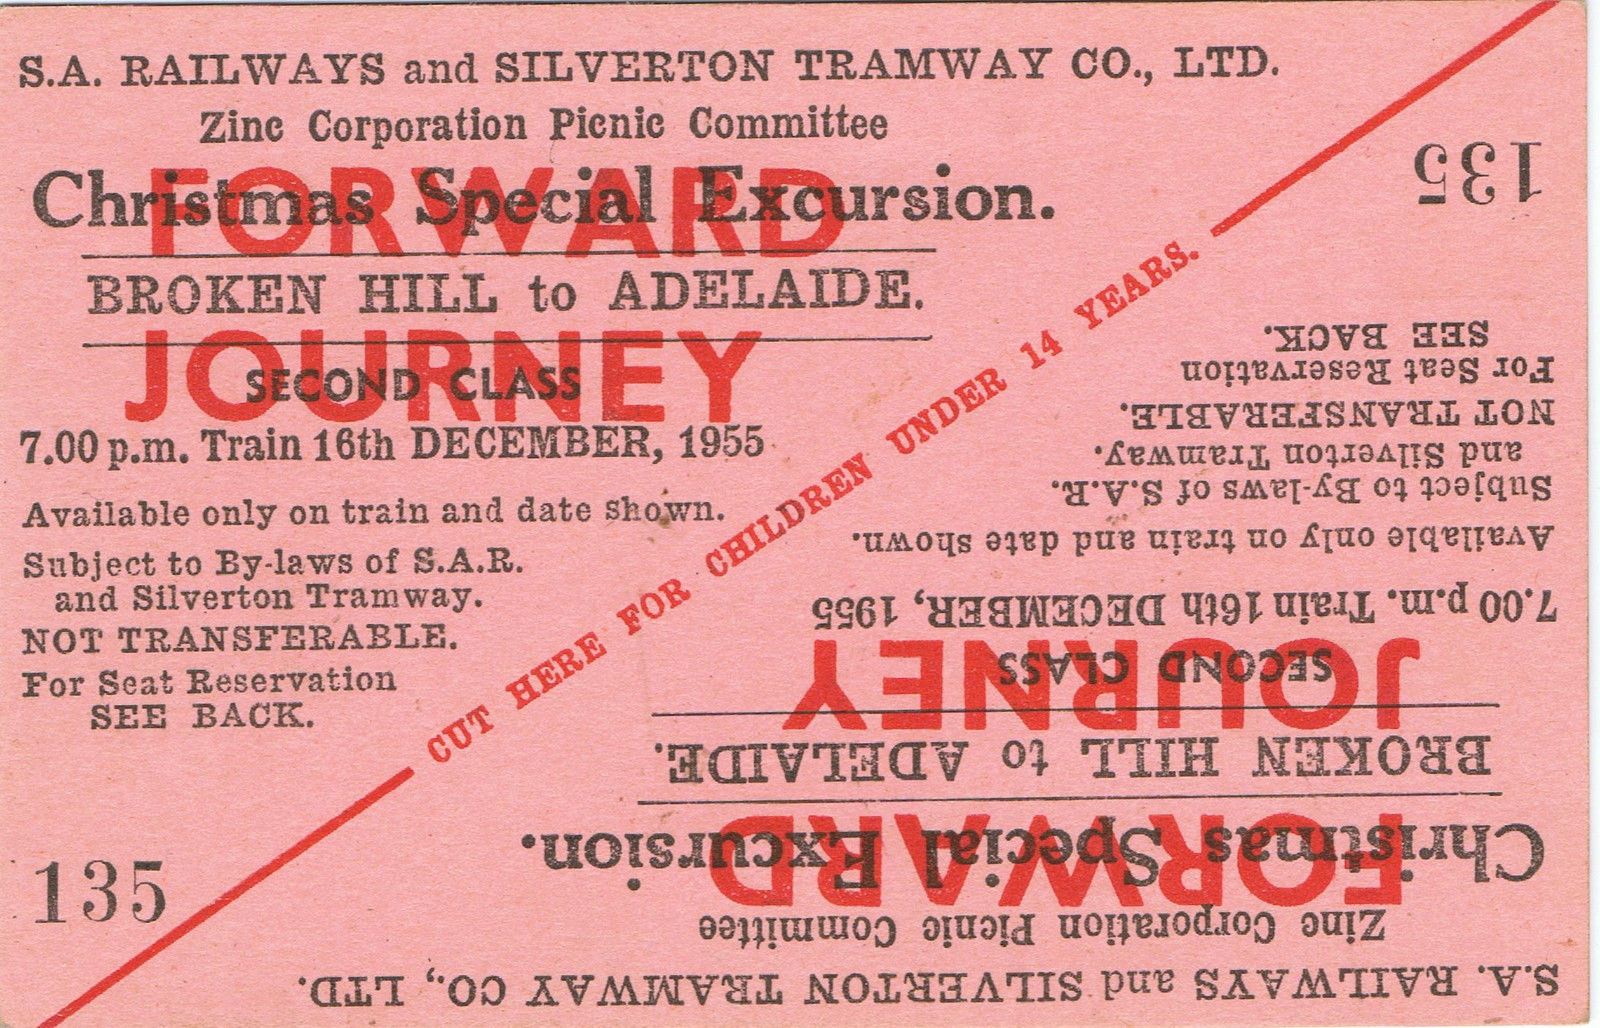 S.A. RAILWAYS and SILVERTON TRAMWAY CO., LTD.
Zinc Corporation Picnic Committee
Christmas Special Excursion.
FORWARD
BROKEN HILL to ADELAIDE.
JOURNEY
SECOND CLASS
7.00 p.m. Train 16th DECEMBER, 1955
Available only on train and date shown.
Subject to By-laws of S.A.R.
and Silverton Tramway.
NOT TRANSFERABLE.
For Seat Reservation
SEE BACK.
135
CUT HERE FOR CHILDREN UNDER 14 YEARS.
S.A. RAILWAYS and SILVERTON TRAMWAY CO., LTD.
Zinc Corporation Picnic Committee
Christmas Special Excursion.
FORWARD
BROKEN HILL to ADELAIDE.
JOURNEY
SECOND CLASS
7.00 p.m. Train 16th DECEMBER, 1955
Available only on train and date shown.
Subject to By-laws of S.A.R.
and Silverton Tramway.
NOT TRANSFERABLE.
For Seat Reservation
SEE BACK.
135